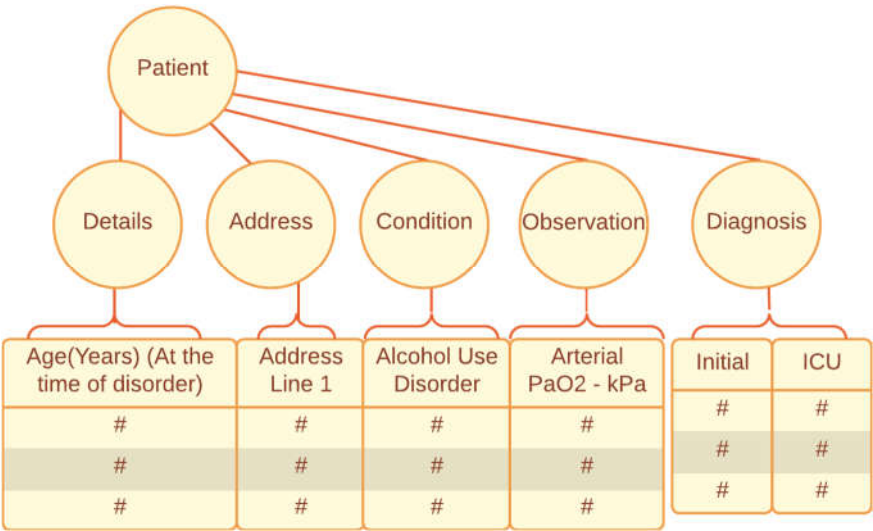 Patient
Details
Address
Condition
Observation
Diagnosis
Age(Years) (At the
time of disorder)
Address
Line 1
Alcohol Use
Disorder
Arterial
PaO2 - kPa
Initial
ICU
# # # # # #
# # # # # #
# # # # # #